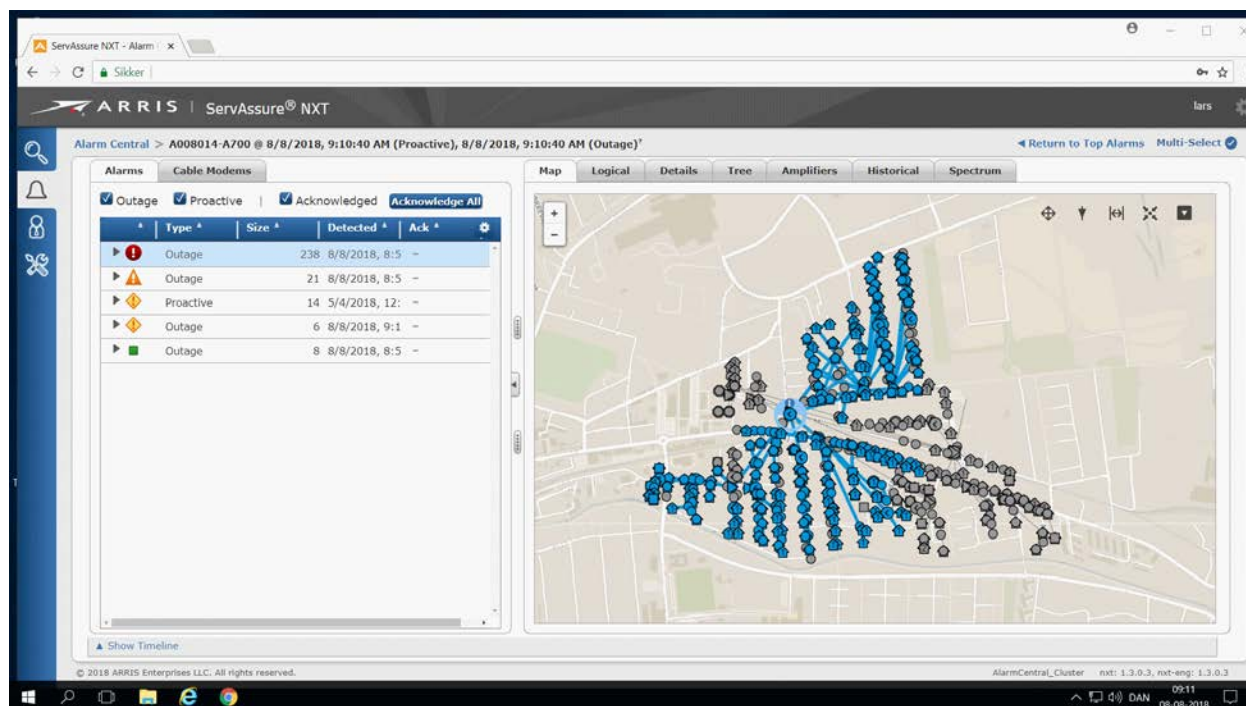 ServAssure NXT - Alarm
Sikker
ARRIS | ServAssure® NXT
lars
Alarm Central > A008014-A700 @ 8/8/2018, 9:10:40 AM (Proactive), 8/8/2018, 9:10:40 AM (Outage)
Return to Top Alarms Multi-Select
Alarms Cable Modems
Map Logical Details Tree Amplifiers Historical Spectrum
Outage Proactive | Acknowledged Acknowledge All
Type Size Detected Ack
Outage 238 8/8/2018, 8:5 -
Outage 21 8/8/2018, 8:5 -
Proactive 14 5/4/2018, 12: -
Outage 6 8/8/2018, 9:1 -
Outage 8 8/8/2018, 8:5 -
+
-
Show Timeline
© 2018 ARRIS Enterprises LLC. All rights reserved.
AlarmCentral_Cluster nxt: 1.3.0.3, nxt-eng: 1.3.0.3
DAN
09:11
08-08-2018